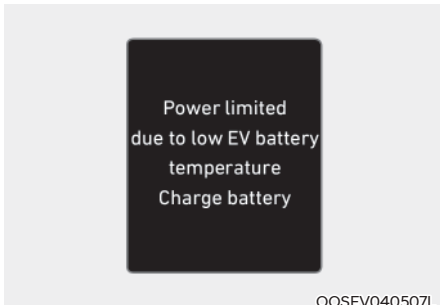 Power limited
due to low EV battery
temperature
Charge battery
OOSEV040507L